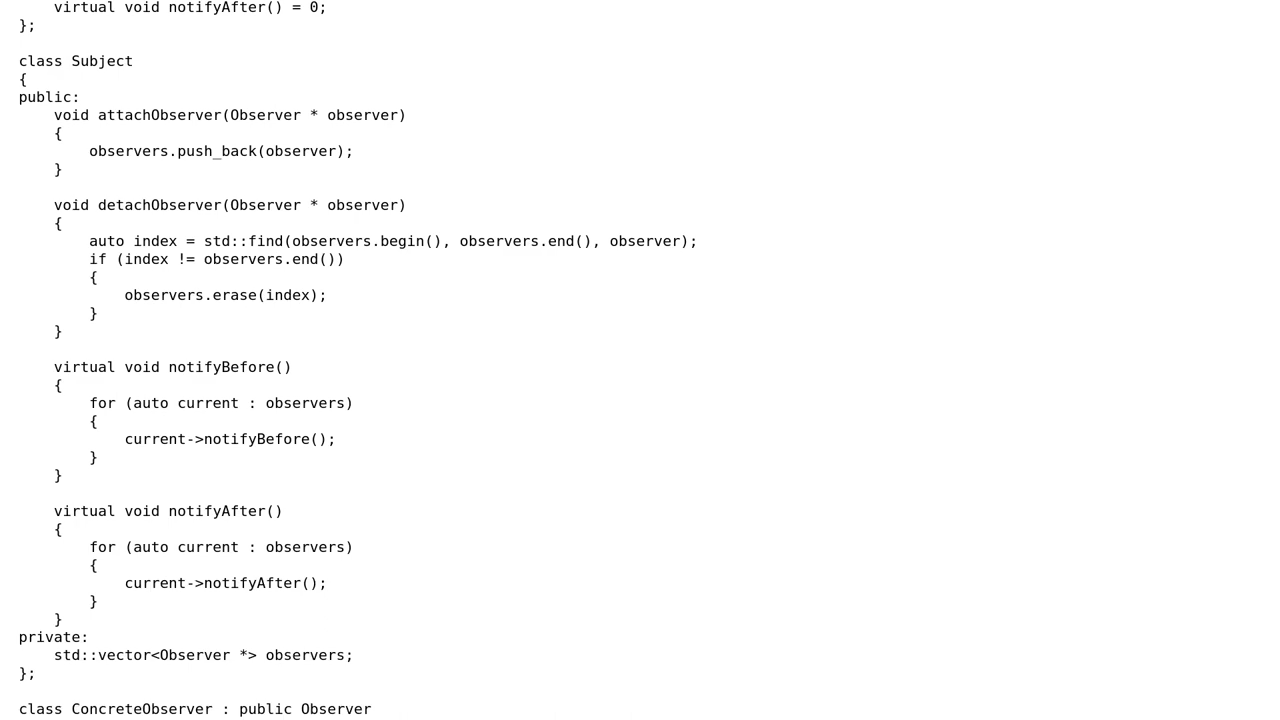 virtual void notifyAfter() = 0;
};

class Subject
{
public:
    void attachObserver(Observer * observer)
    {
        observers.push_back(observer);
    }

    void detachObserver(Observer * observer)
    {
        auto index = std::find(observers.begin(), observers.end(), observer);
        if (index != observers.end())
        {
            observers.erase(index);
        }
    }

    virtual void notifyBefore()
    {
        for (auto current : observers)
        {
            current->notifyBefore();
        }
    }

    virtual void notifyAfter()
    {
        for (auto current : observers)
        {
            current->notifyAfter();
        }
    }
private:
    std::vector<Observer *> observers;
};

class ConcreteObserver : public Observer